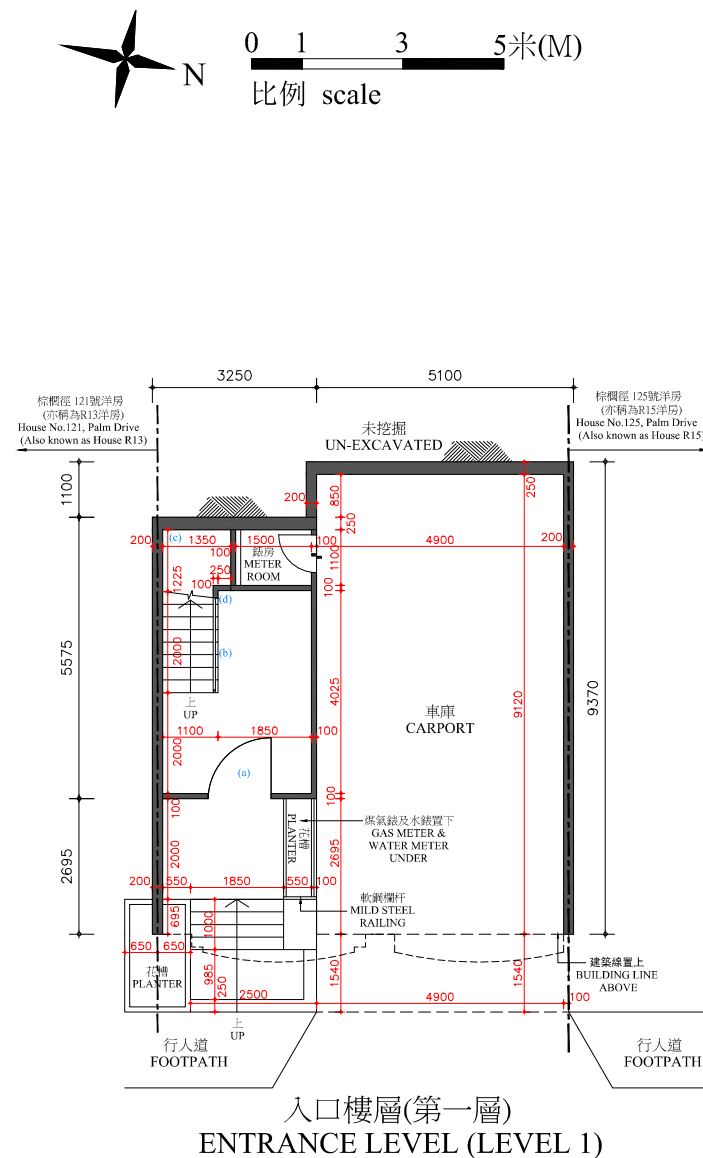 N
0 1 3 5米(M)
比例 scale
3250 5100
棕櫚徑 121號洋房
(亦稱為R13洋房)
House No.121, Palm Drive
(Also known as House R13)
棕櫚徑 125號洋房
(亦稱為R15洋房)
House No.125, Palm Drive
(Also known as House R15)
未挖掘
UN-EXCAVATED
1100
200
850
250
250
200 1350 1500 100 4900 200
(c)
錶房
METER
ROOM
100
250
100
1225
1100
100
(d)
2000
(b)
上
UP
5575
4025
9120
9370
車庫
CARPORT
1100 1850 100
2000
(a)
100
100
煤氣錶及水錶置下
GAS METER &
WATER METER
UNDER
花槽
PLANTER
2695
2000
2695
200 550 1850 550 100
軟鋼欄杆
MILD STEEL
RAILING
695
1000
650 650
花槽
PLANTER
985
250
2500
1540
1540
4900 100
建築線置上
BUILDING LINE
ABOVE
上
UP
行人道
FOOTPATH
行人道
FOOTPATH
入口樓層(第一層)
ENTRANCE LEVEL (LEVEL 1)